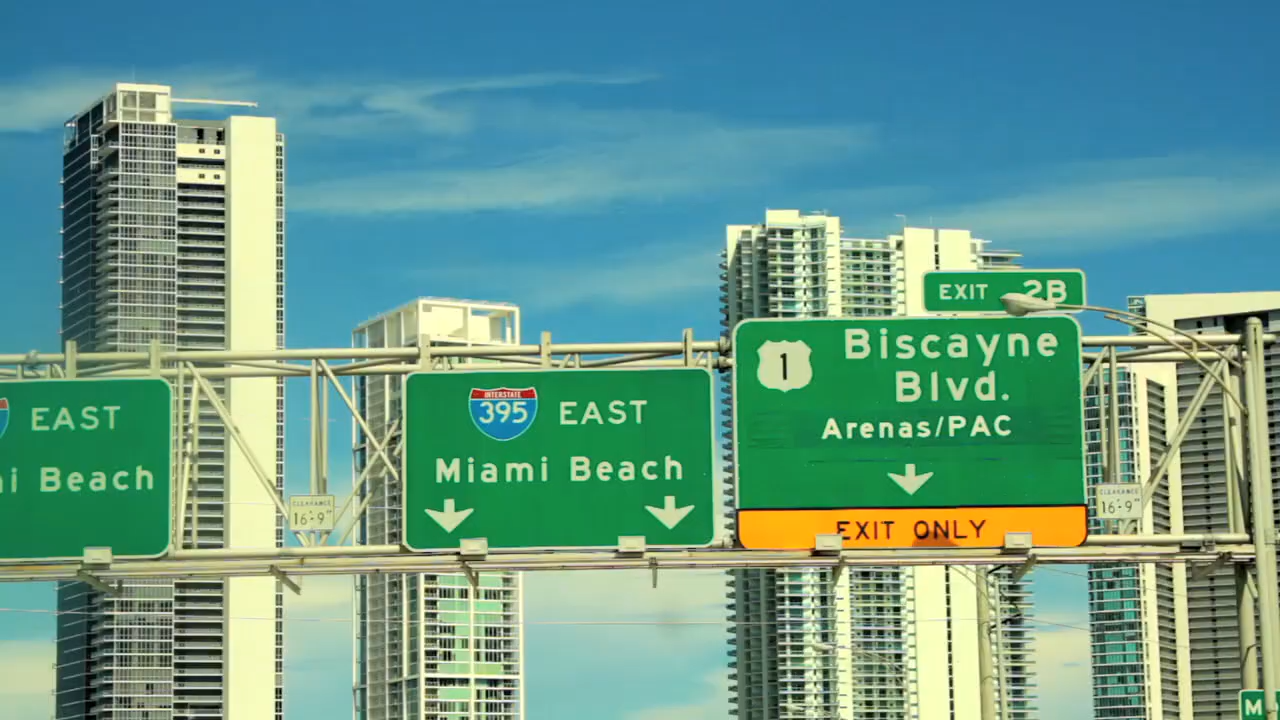 EAST
Beach
INTERSTATE
395
EAST
Miami Beach
CLEARANCE
16'-9"
EXIT 2B
1
Biscayne
Blvd.
Arenas/PAC
EXIT ONLY
CLEARANCE
16'-9"
M